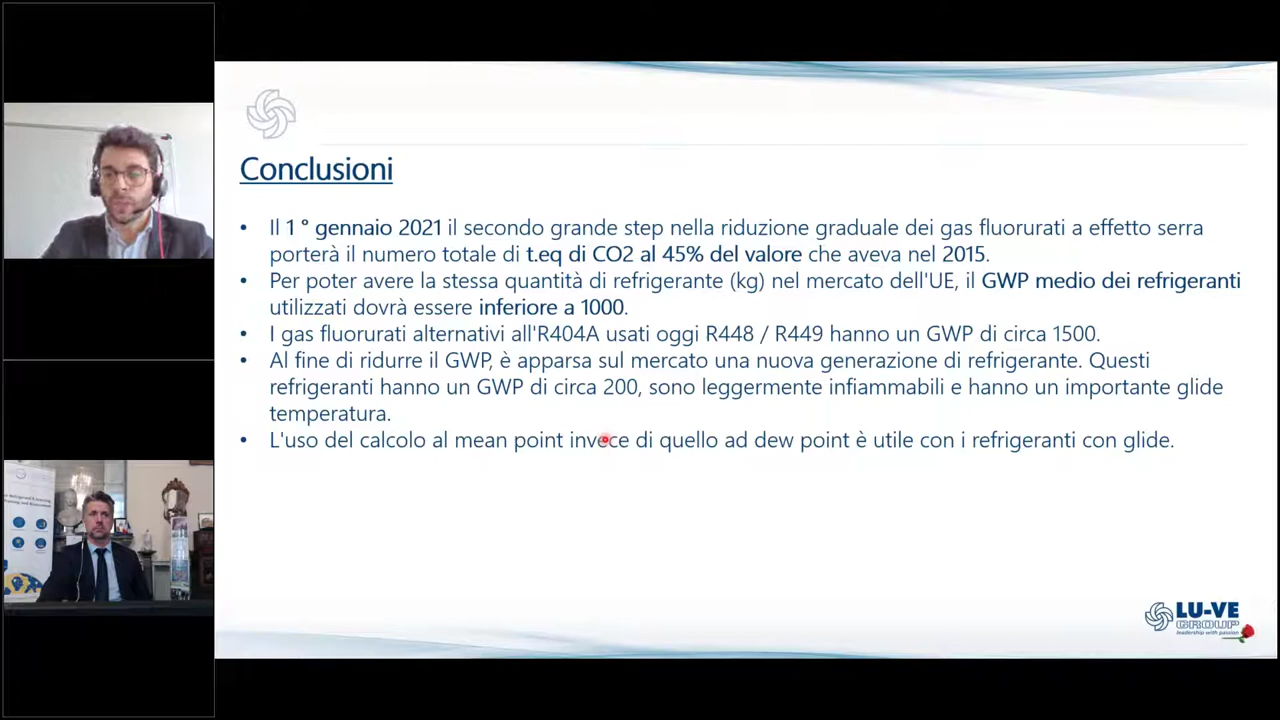 Conclusioni
• Il 1° gennaio 2021 il secondo grande step nella riduzione graduale dei gas fluorurati a effetto serra
porterà il numero totale di t.eq di CO2 al 45% del valore che aveva nel 2015.
• Per poter avere la stessa quantità di refrigerante (kg) nel mercato dell'UE, il GWP medio dei refrigeranti
utilizzati dovrà essere inferiore a 1000.
• I gas fluorurati alternativi all'R404A usati oggi R448 / R449 hanno un GWP di circa 1500.
• Al fine di ridurre il GWP, è apparsa sul mercato una nuova generazione di refrigerante. Questi
refrigeranti hanno un GWP di circa 200, sono leggermente infiammabili e hanno un importante glide
temperatura.
• L'uso del calcolo al mean point invece di quello ad dew point è utile con i refrigeranti con glide.
LU-VE
GROUP
leadership with passion